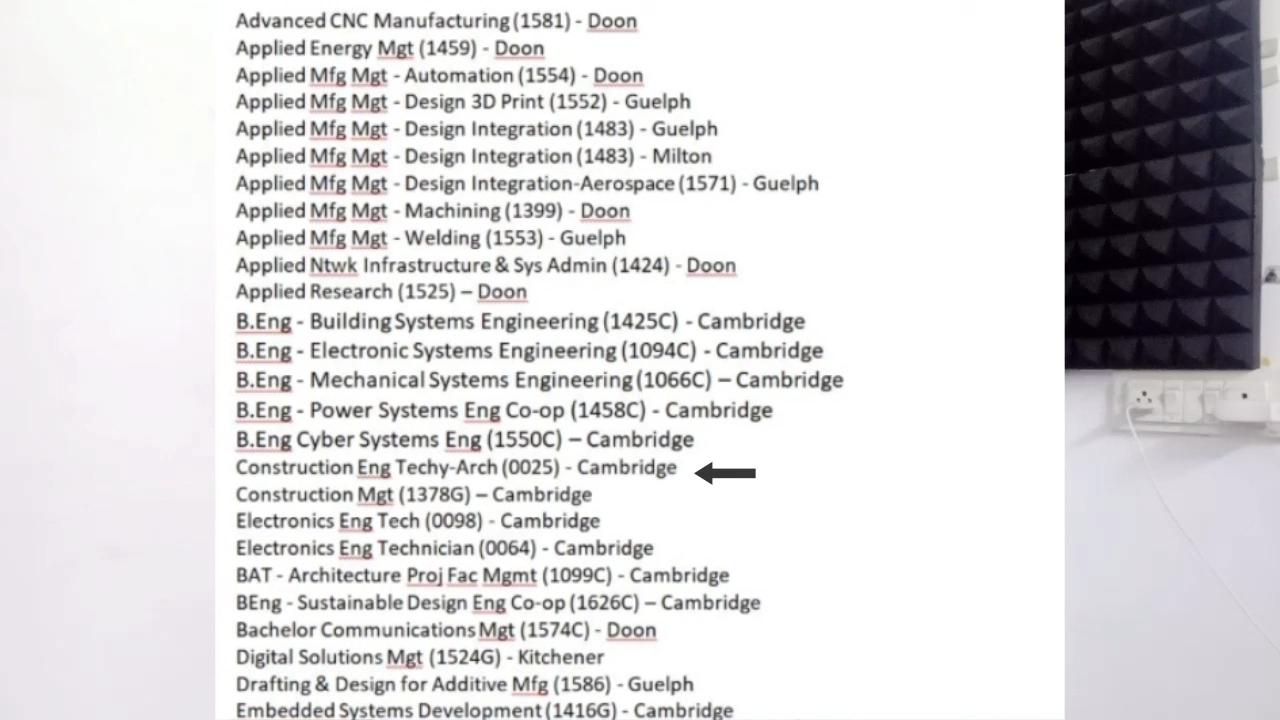 Advanced CNC Manufacturing (1581) - Doon
Applied Energy Mgt (1459) - Doon
Applied Mfg Mgt - Automation (1554) - Doon
Applied Mfg Mgt - Design 3D Print (1552) - Guelph
Applied Mfg Mgt - Design Integration (1483) - Guelph
Applied Mfg Mgt - Design Integration (1483) - Milton
Applied Mfg Mgt - Design Integration-Aerospace (1571) - Guelph
Applied Mfg Mgt - Machining (1399) - Doon
Applied Mfg Mgt - Welding (1553) - Guelph
Applied Ntwk Infrastructure & Sys Admin (1424) - Doon
Applied Research (1525) – Doon
B.Eng - Building Systems Engineering (1425C) - Cambridge
B.Eng - Electronic Systems Engineering (1094C) - Cambridge
B.Eng - Mechanical Systems Engineering (1066C) – Cambridge
B.Eng - Power Systems Eng Co-op (1458C) - Cambridge
B.Eng Cyber Systems Eng (1550C) – Cambridge
Construction Eng Techy-Arch (0025) - Cambridge
Construction Mgt (1378G) – Cambridge
Electronics Eng Tech (0098) - Cambridge
Electronics Eng Technician (0064) - Cambridge
BAT - Architecture Proj Fac Mgmt (1099C) - Cambridge
BEng - Sustainable Design Eng Co-op (1626C) – Cambridge
Bachelor Communications Mgt (1574C) - Doon
Digital Solutions Mgt (1524G) - Kitchener
Drafting & Design for Additive Mfg (1586) - Guelph
Embedded Systems Development (1416G) - Cambridge